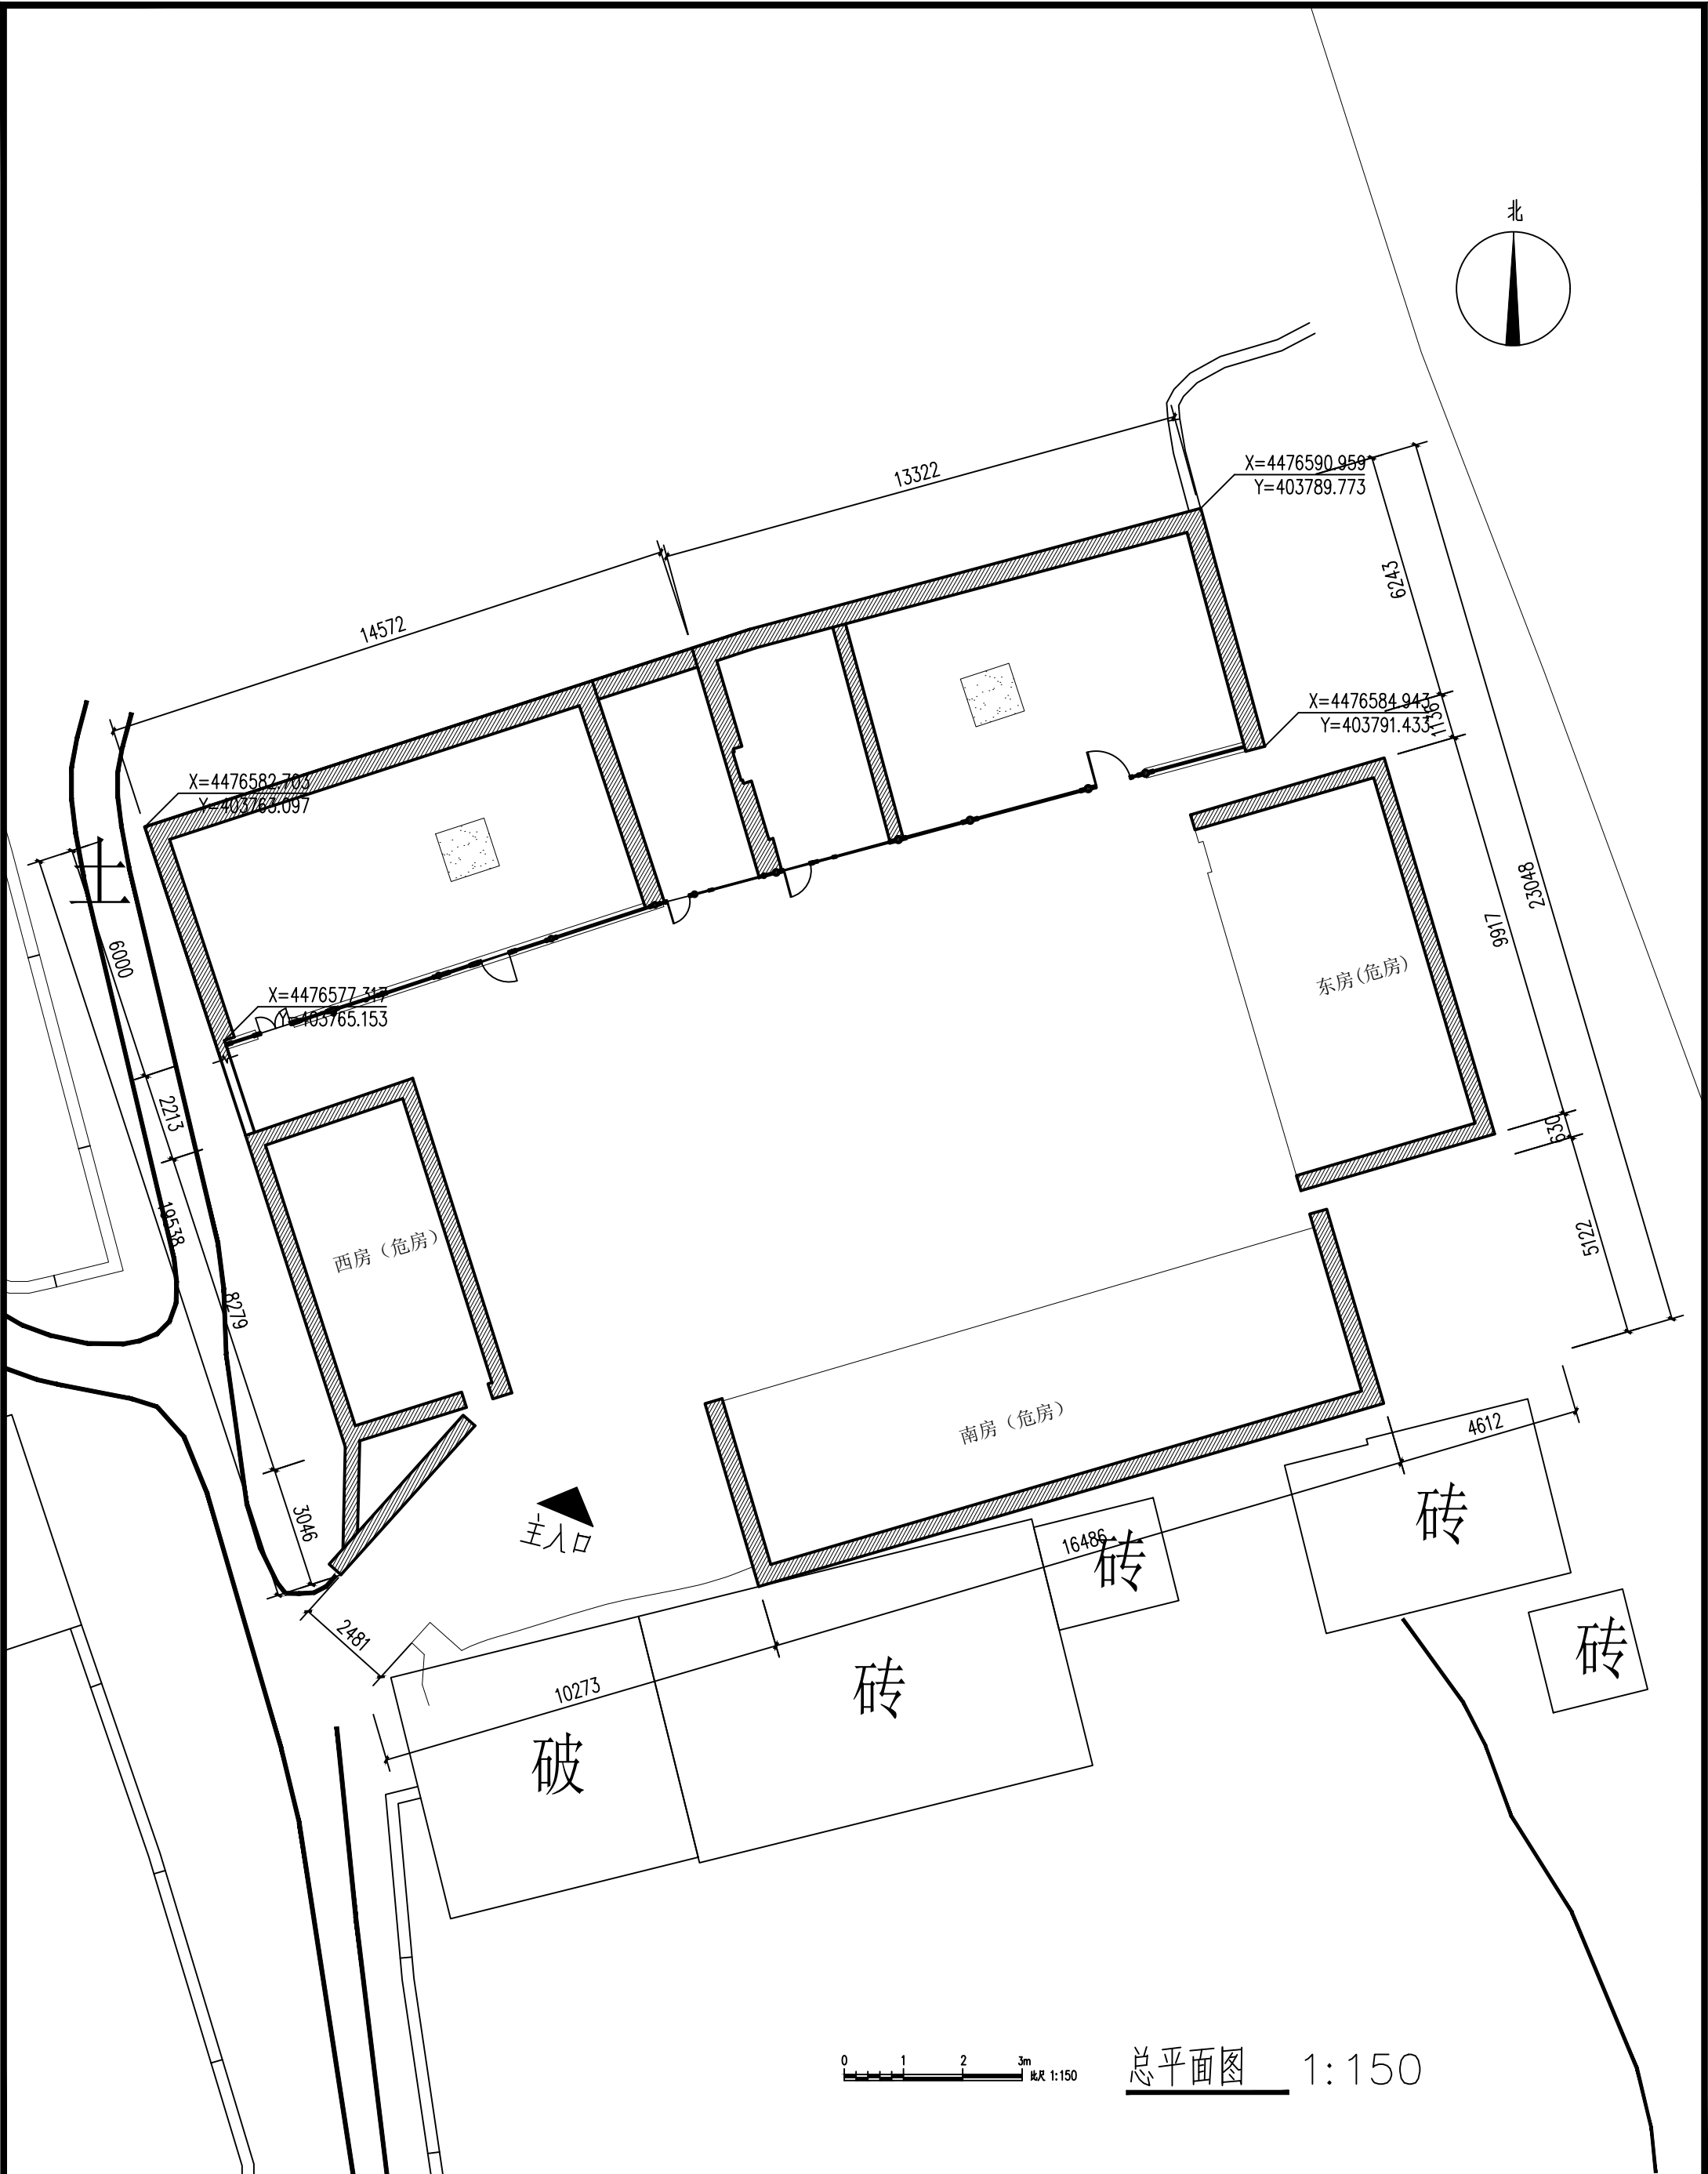 北
13322
X=4476590.959
Y=403789.773
14572
6243
X=4476584.943
Y=403791.433
1136
X=4476582.703
Y=403763.097
土
23048
9917
6000
东房(危房)
X=4476577.317
Y=403765.153
2213
630
19538
西房（危房）
5122
8279
南房（危房）
4612
3046
主入口
16486
砖
砖
2481
砖
砖
10273
破
0 1 2 3m
比尺 1:150
总平面图 1:150